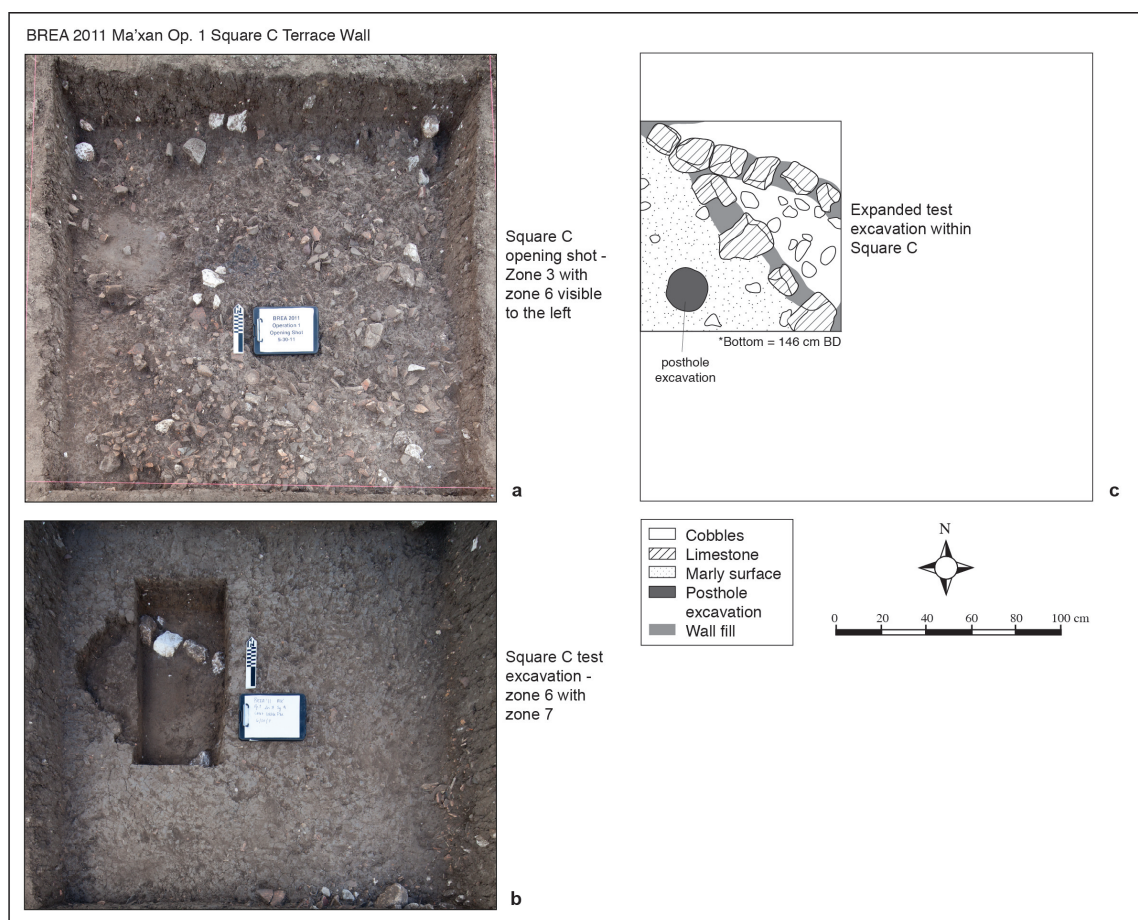 BREA 2011 Ma'xan Op. 1 Square C Terrace Wall
BREA 2011
Operation 1
Opening Shot
Square C
opening shot -
Zone 3 with
zone 6 visible
to the left
a
Square C test
excavation -
zone 6 with
zone 7
b
Expanded test
excavation within
Square C
*Bottom = 146 cm BD
posthole
excavation
c
Cobbles
Limestone
Marly surface
Posthole
excavation
Wall fill
N
0 20 40 60 80 100 cm